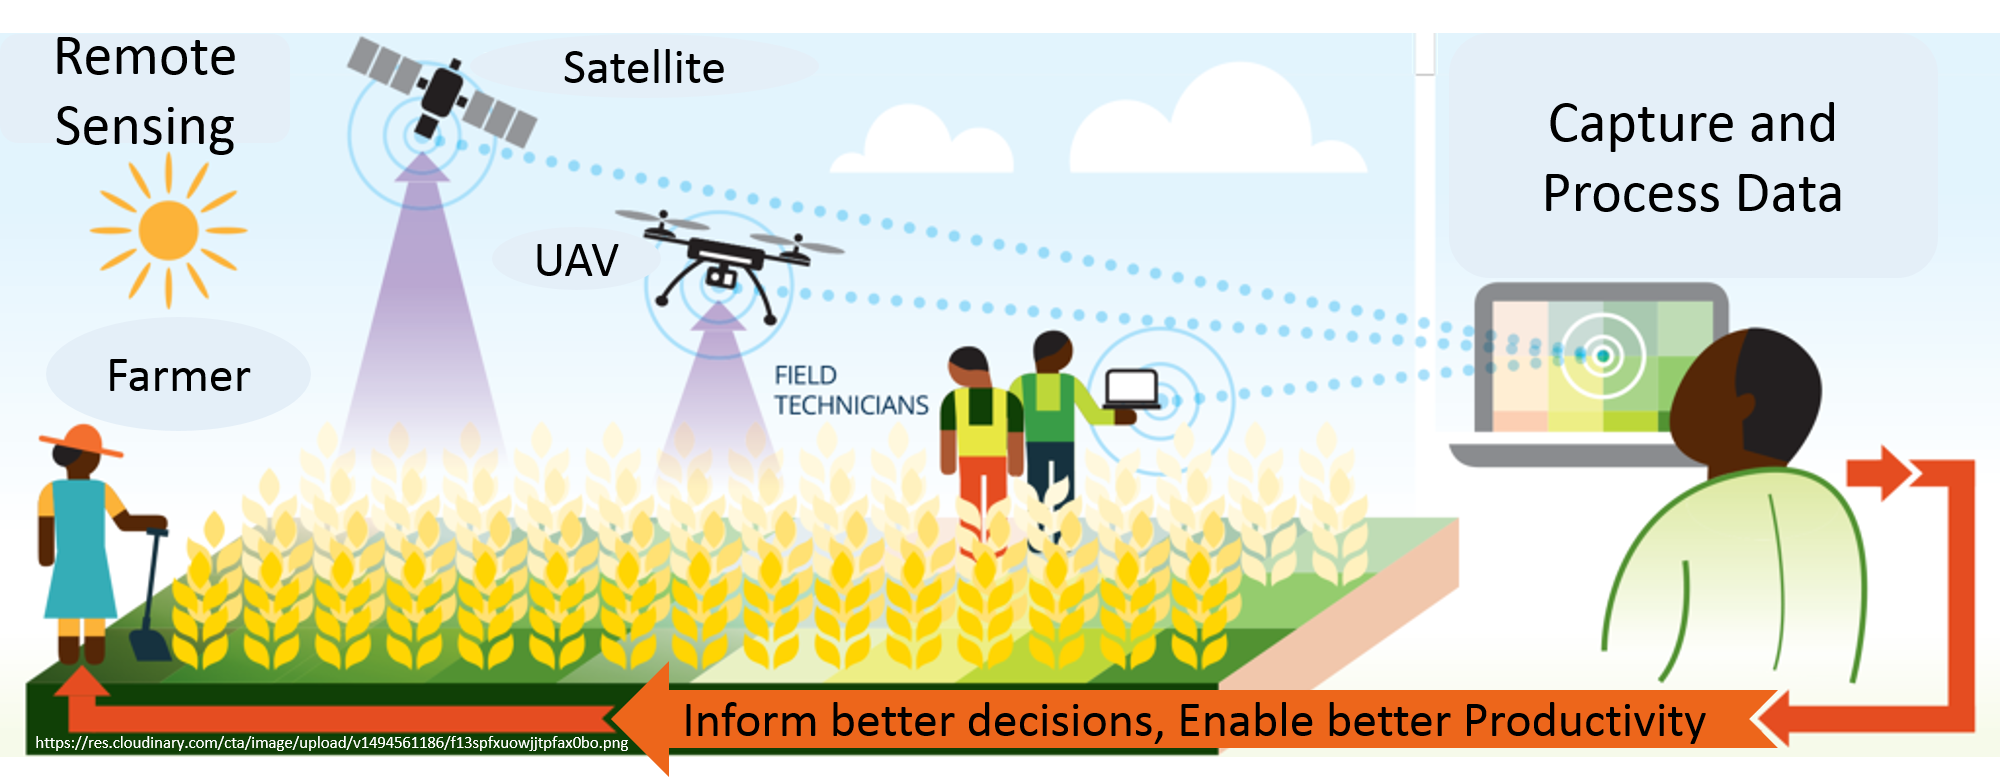 Remote
Sensing
Satellite
Capture and
Process Data
UAV
Farmer
FIELD
TECHNICIANS
Inform better decisions, Enable better Productivity
https://res.cloudinary.com/cta/image/upload/v1494561186/f13spfxuowjjtpfax0bo.png